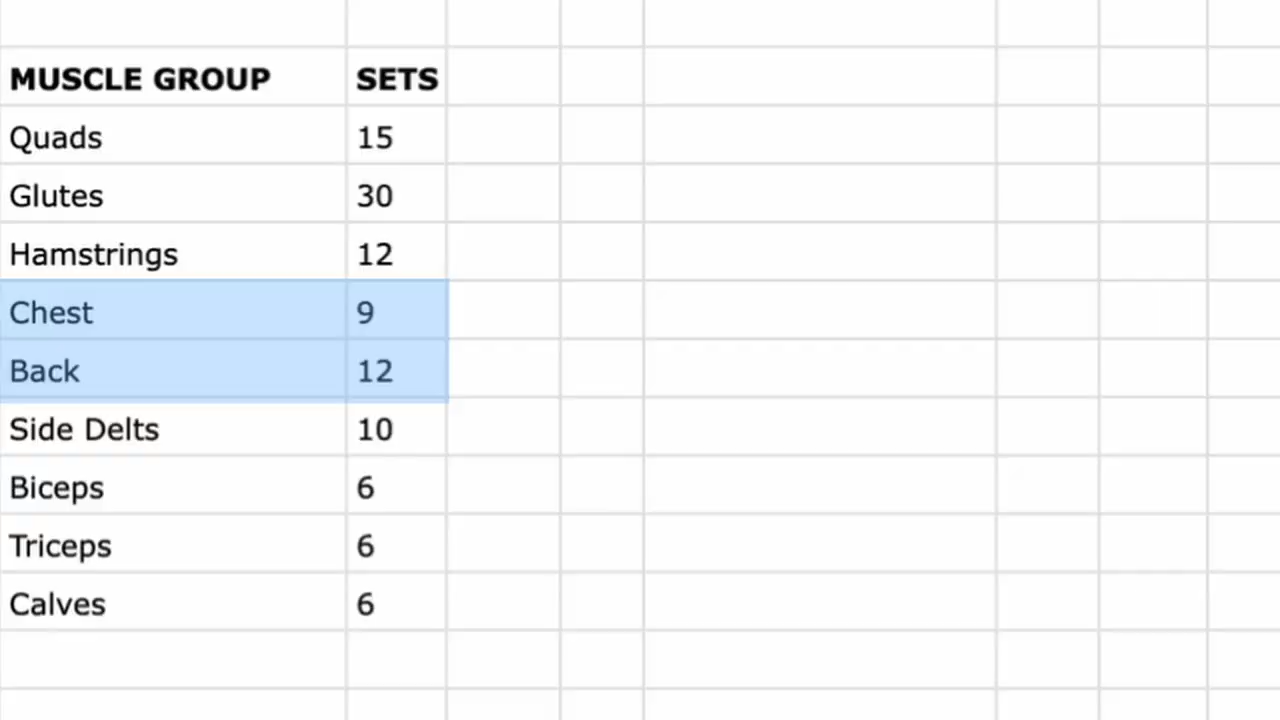 MUSCLE GROUP SETS
Quads 15
Glutes 30
Hamstrings 12
Chest 9
Back 12
Side Delts 10
Biceps 6
Triceps 6
Calves 6